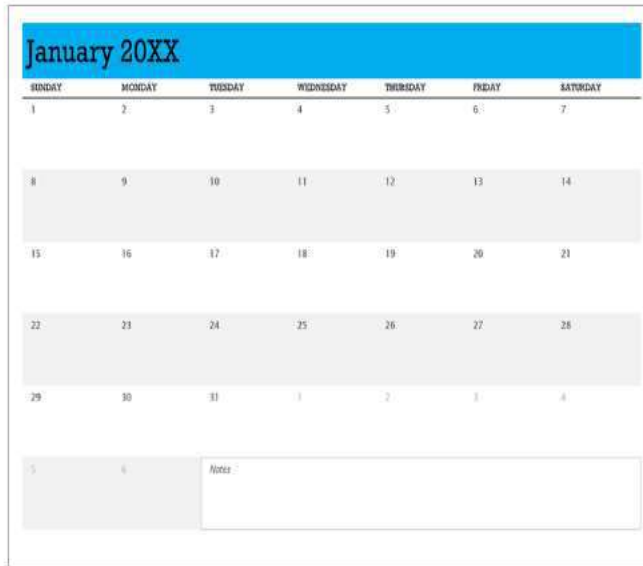 January 20XX
SUNDAY MONDAY TUESDAY WEDNESDAY THURSDAY FRIDAY SATURDAY
1 2 3 4 5 6 7
8 9 10 11 12 13 14
15 16 17 18 19 20 21
22 23 24 25 26 27 28
29 30 31 1 2 3 4
5 6 Notes